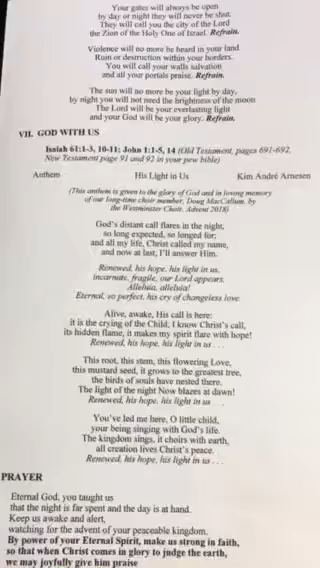 Your gates will always be open
by day or night they will never be shut.
They will call you the city of the Lord
the Zion of the Holy One of Israel. Refrain.
Violence will no more be heard in your land
Ruin or destruction within your borders.
You will call your walls salvation
and all your portals praise. Refrain.
The sun will no more be your light by day,
by night you will not need the brightness of the moon
The Lord will be your everlasting light
and your God will be your glory. Refrain.
VII. GOD WITH US
Isaiah 61:1-3, 10-11; John 1:1-5, 14 (Old Testament, pages 691-692,
New Testament page 91 and 92 in your pew bible)
Anthem His Light in Us Kim André Arnesen
(This anthem is given to the glory of God and in loving memory
of our long-time choir member, Doug MacCallum, by
the Westminster Choir, Advent 2018)
God's distant call flares in the night,
so long expected, so longed for;
and all my life, Christ called my name,
and now at last, I'll answer Him.
Renewed, his hope, his light in us,
incarnate, fragile, our Lord appears.
Alleluia, alleluia!
Eternal, so perfect, his cry of changeless love.
Alive, awake, His call is here:
it is the crying of the Child; I know Christ's call,
its hidden flame, it makes my spirit flare with hope!
Renewed, his hope, his light in us . . .
This root, this stem, this flowering Love,
this mustard seed, it grows to the greatest tree,
the birds of souls have nested there.
The light of the night Now blazes at dawn!
Renewed, his hope, his light in us . . .
You've led me here, O little child,
your being singing with God's life.
The kingdom sings, it choirs with earth,
all creation lives Christ's peace.
Renewed, his hope, his light in us . . .
PRAYER
Eternal God, you taught us
that the night is far spent and the day is at hand.
Keep us awake and alert,
watching for the advent of your peaceable kingdom.
By power of your Eternal Spirit, make us strong in faith,
so that when Christ comes in glory to judge the earth,
we may joyfully give him praise